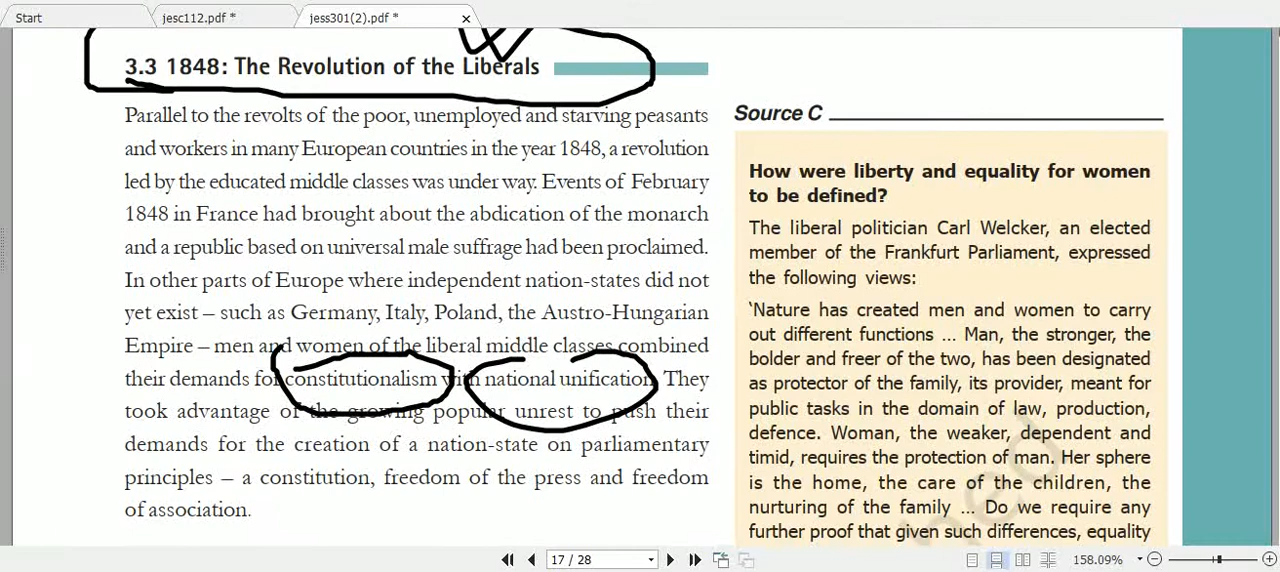 Start
jesc112.pdf *
jess301(2).pdf *
3.3 1848: The Revolution of the Liberals
Parallel to the revolts of the poor, unemployed and starving peasants
and workers in many European countries in the year 1848, a revolution
led by the educated middle classes was under way. Events of February
1848 in France had brought about the abdication of the monarch
and a republic based on universal male suffrage had been proclaimed.
In other parts of Europe where independent nation-states did not
yet exist – such as Germany, Italy, Poland, the Austro-Hungarian
Empire – men and women of the liberal middle classes combined
their demands for constitutionalism with national unification. They
took advantage of the growing popular unrest to push their
demands for the creation of a nation-state on parliamentary
principles – a constitution, freedom of the press and freedom
of association.
Source C
How were liberty and equality for women
to be defined?
The liberal politician Carl Welcker, an elected
member of the Frankfurt Parliament, expressed
the following views:
‘Nature has created men and women to carry
out different functions ... Man, the stronger, the
bolder and freer of the two, has been designated
as protector of the family, its provider, meant for
public tasks in the domain of law, production,
defence. Woman, the weaker, dependent and
timid, requires the protection of man. Her sphere
is the home, the care of the children, the
nurturing of the family ... Do we require any
further proof that given such differences, equality
17 / 28
158.09%